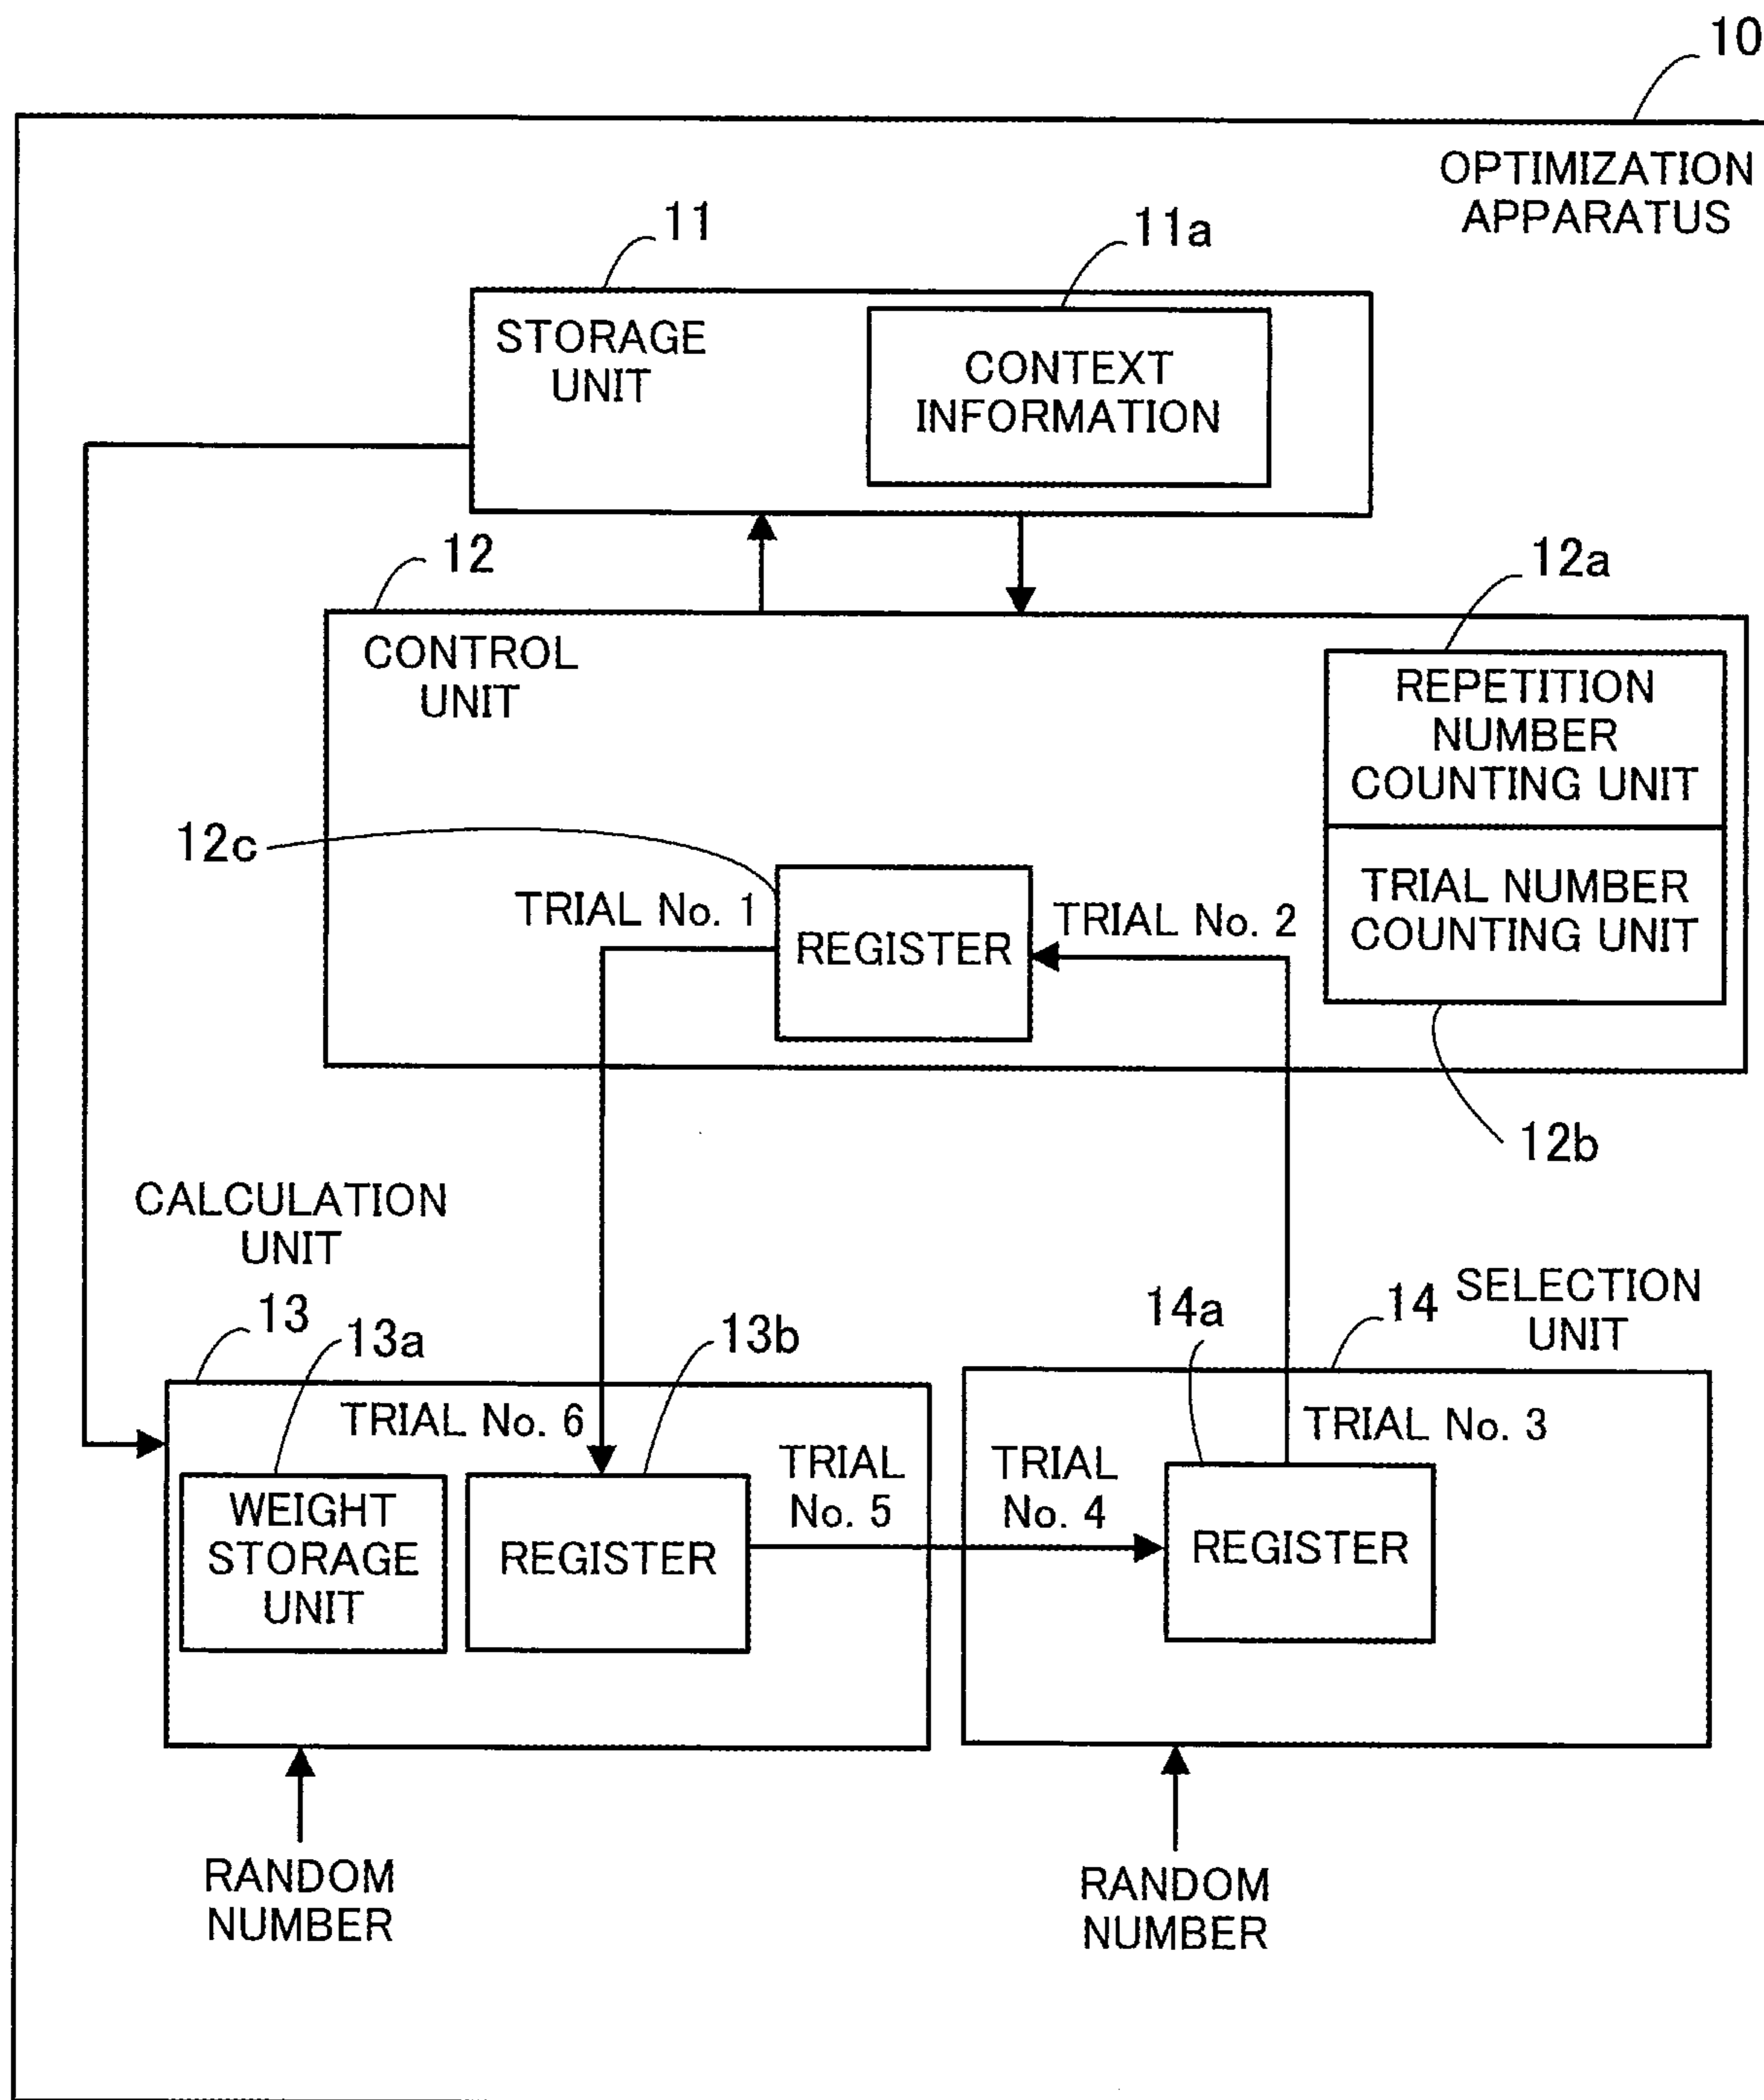 10
OPTIMIZATION
APPARATUS
11
11a
STORAGE
UNIT
CONTEXT
INFORMATION
12
12a
CONTROL
UNIT
REPETITION
NUMBER
COUNTING UNIT
12c
TRIAL No. 1
REGISTER
TRIAL No. 2
TRIAL NUMBER
COUNTING UNIT
12b
CALCULATION
UNIT
13
13a
13b
14a
14
SELECTION
UNIT
TRIAL No. 6
TRIAL No. 3
WEIGHT
STORAGE
UNIT
REGISTER
TRIAL
No. 5
TRIAL
No. 4
REGISTER
RANDOM
NUMBER
RANDOM
NUMBER